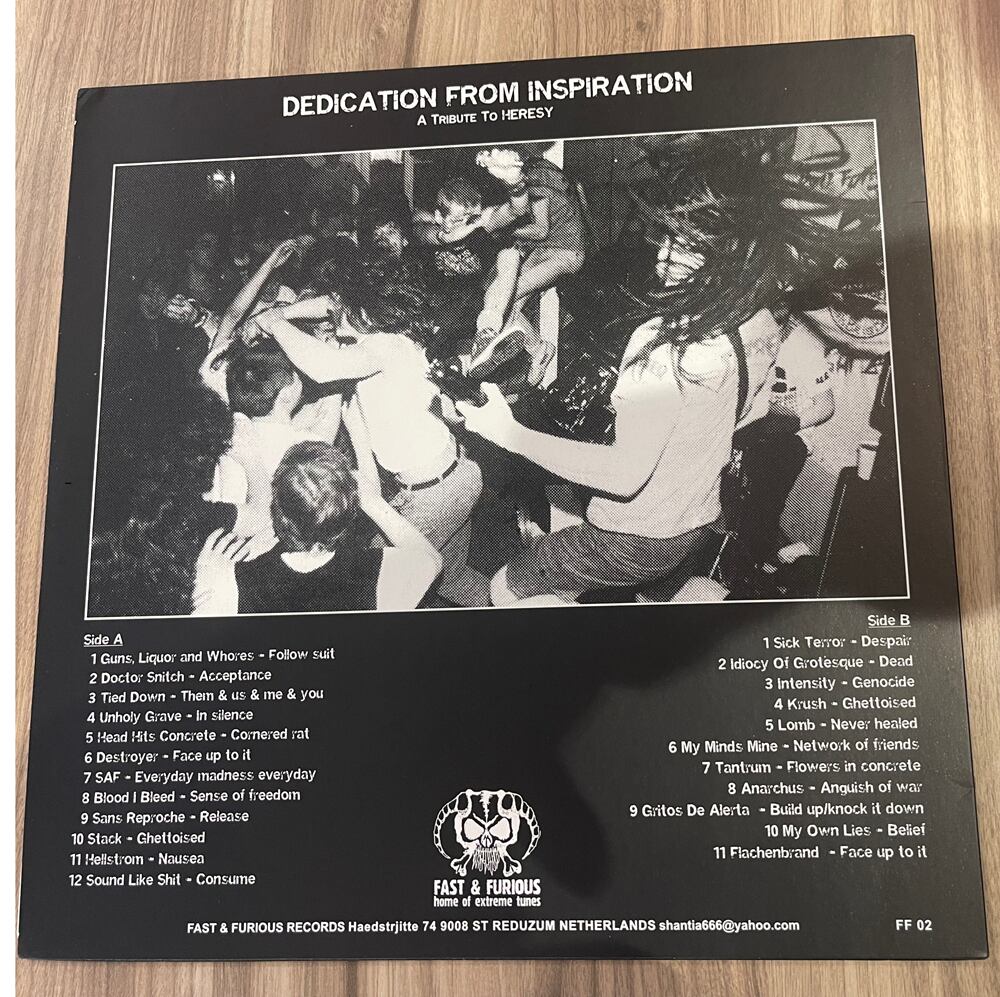 DEDICATION FROM INSPIRATION
A TRIBUTE TO HERESY
Side A
1 Guns, Liquor and Whores - Follow suit
2 Doctor Snitch - Acceptance
3 Tied Down - Them & us & me & you
4 Unholy Grave - In silence
5 Head Hits Concrete - Cornered rat
6 Destroyer - Face up to it
7 SAF - Everyday madness everyday
8 Blood I Bleed - Sense of freedom
9 Sans Reproche - Release
10 Stack - Ghettoised
11 Hellstrom - Nausea
12 Sound Like Shit - Consume
Side B
1 Sick Terror - Despair
2 Idiocy Of Grotesque - Dead
3 Intensity - Genocide
4 Krush - Ghettoised
5 Lomb - Never healed
6 My Minds Mine - Network of friends
7 Tantrum - Flowers in concrete
8 Anarchus - Anguish of war
9 Gritos De Alerta - Build up/knock it down
10 My Own Lies - Belief
11 Flachenbrand - Face up to it
FAST & FURIOUS
home of extreme tunes
FAST & FURIOUS RECORDS Haedstrjitte 74 9008 ST REDUZUM NETHERLANDS shantia666@yahoo.com
FF 02